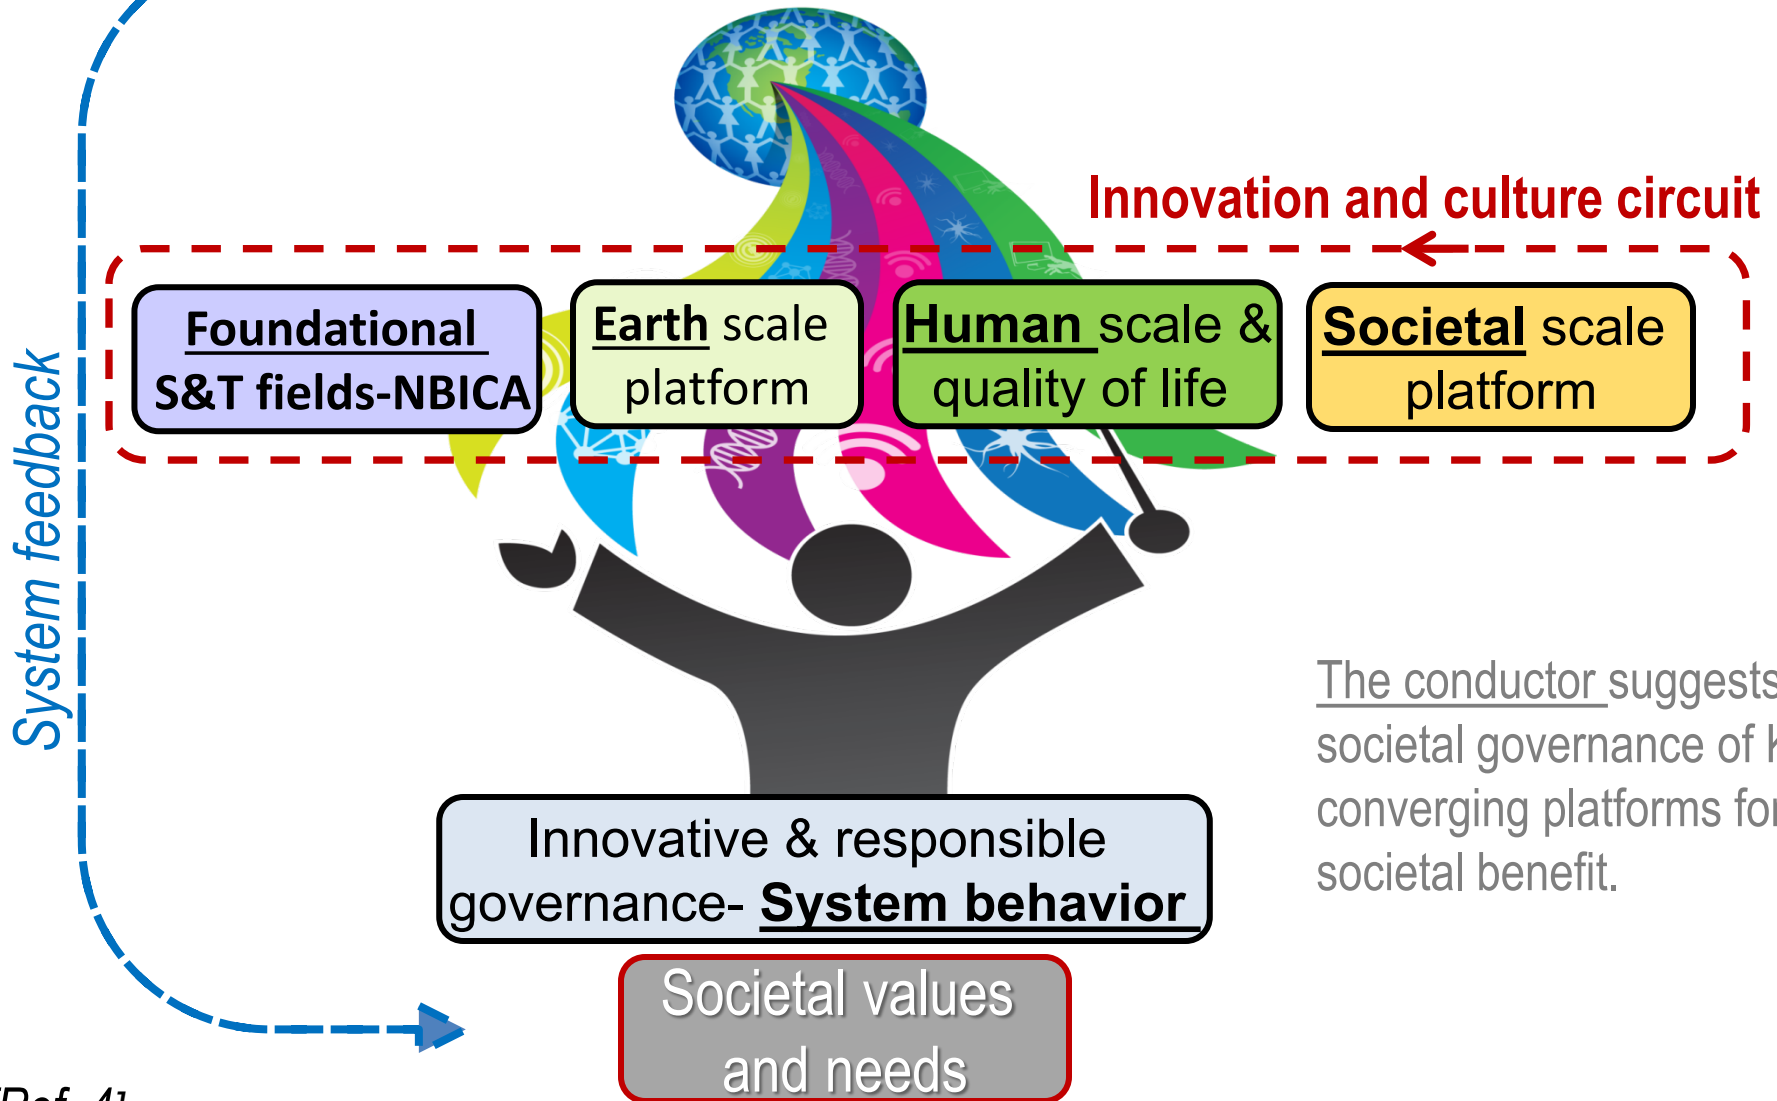 Innovation and culture circuit
Foundational
S&T fields-NBICA
Earth scale
platform
Human scale &
quality of life
Societal scale
platform
System feedback
The conductor suggests
societal governance of K
converging platforms for
societal benefit.
Innovative & responsible
governance- System behavior
Societal values
and needs